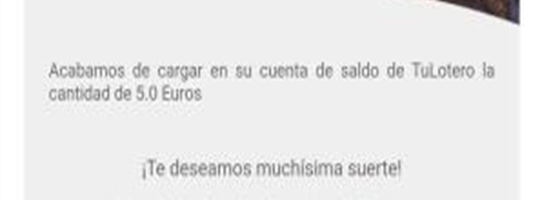 Acabamos de cargar en su cuenta de saldo de TuLotero la
cantidad de 5.0 Euros
¡Te deseamos muchísima suerte!